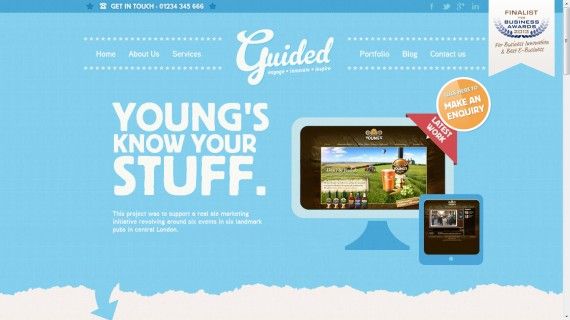 GET IN TOUCH : 01234 345 666
FINALIST
BUSINESS
AWARDS
For Business Innovation
& Best E-Business
Home
About Us
Services
Guided
engage • innovate • inspire
Portfolio
Blog
Contact us
CLICK HERE TO
MAKE AN
ENQUIRY
LATEST
WORK
YOUNG'S
KNOW YOUR
STUFF.
YOUNG'S
This project was to support a real ale marketing
initiative revolving around six events in six landmark
pubs in central London.